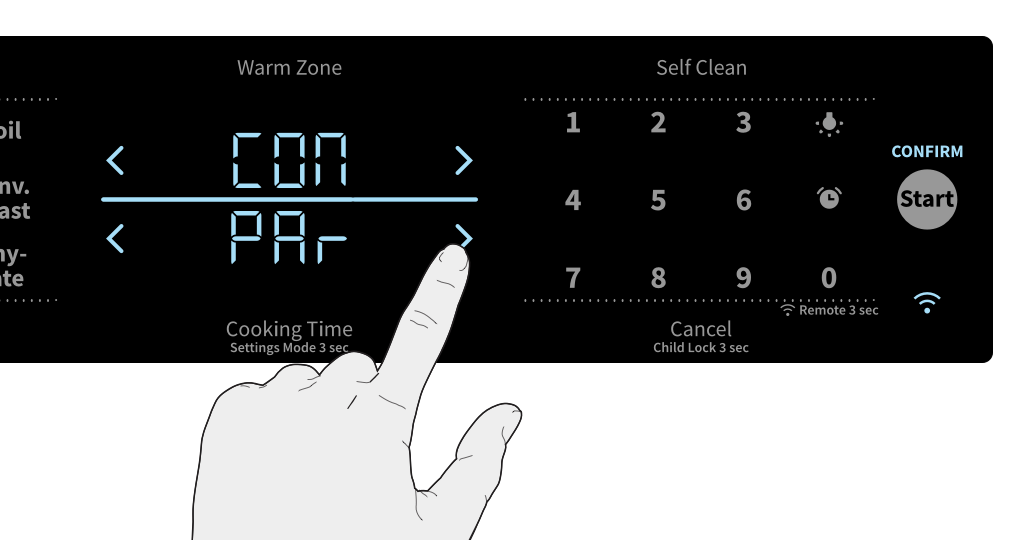 Warm Zone
Self Clean
oil
nv.
ast
ny-
te
CON
PAr
1 2 3
4 5 6
7 8 9 0
CONFIRM
Start
Remote 3 sec
Cooking Time
Settings Mode 3 sec
Cancel
Child Lock 3 sec